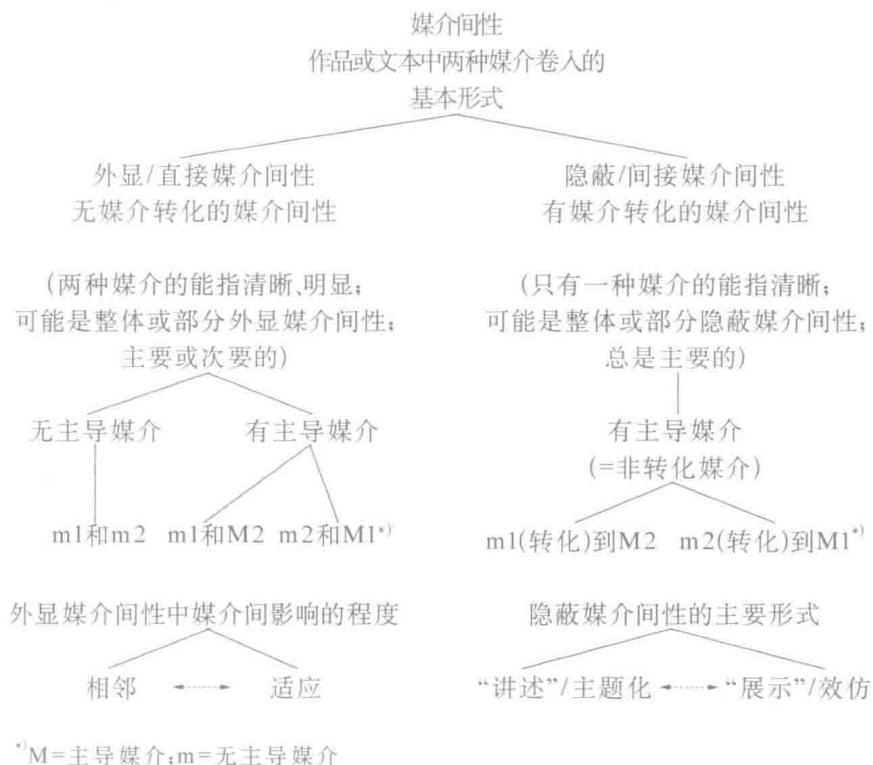 媒介间性
作品或文本中两种媒介卷入的
基本形式
外显/直接媒介间性
无媒介转化的媒介间性
(两种媒介的能指清晰、明显;
可能是整体或部分外显媒介间性;
主要或次要的)
隐蔽/间接媒介间性
有媒介转化的媒介间性
(只有一种媒介的能指清晰;
可能是整体或部分隐蔽媒介间性;
总是主要的)
无主导媒介 有主导媒介
m1和m2 m1和M2 m2和M1*)
有主导媒介
(=非转化媒介)
m1(转化)到M2 m2(转化)到M1*)
外显媒介间性中媒介间影响的程度
相邻 适应
隐蔽媒介间性的主要形式
“讲述”/主题化 “展示”/效仿
*)M=主导媒介;m=无主导媒介